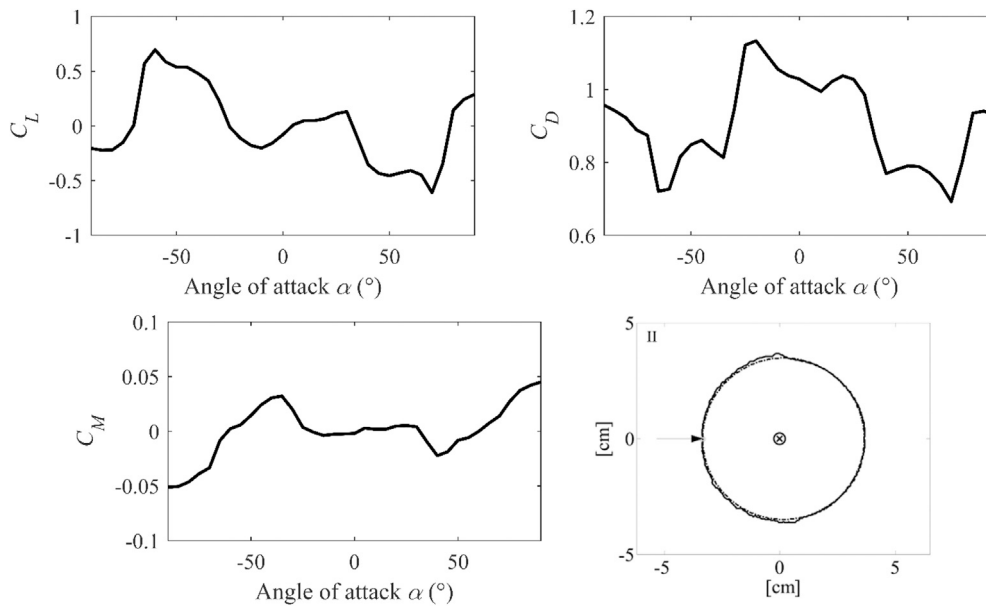 1
0.5
0
-0.5
-1
C_L
-50 0 50
Angle of attack α (°)
1.2
1
0.8
0.6
C_D
-50 0 50
Angle of attack α (°)
0.1
0.05
0
-0.05
-0.1
C_M
-50 0 50
Angle of attack α (°)
5
0
-5
[cm]
II
-5 0 5
[cm]